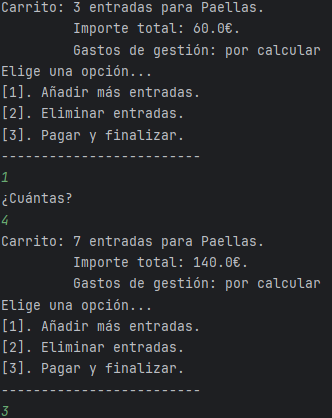 Carrito: 3 entradas para Paellas.
Importe total: 60.0€.
Gastos de gestión: por calcular
Elige una opción...
[1]. Añadir más entradas.
[2]. Eliminar entradas.
[3]. Pagar y finalizar.
-------------------------
1
¿Cuántas?
4
Carrito: 7 entradas para Paellas.
Importe total: 140.0€.
Gastos de gestión: por calcular
Elige una opción...
[1]. Añadir más entradas.
[2]. Eliminar entradas.
[3]. Pagar y finalizar.
-------------------------
3